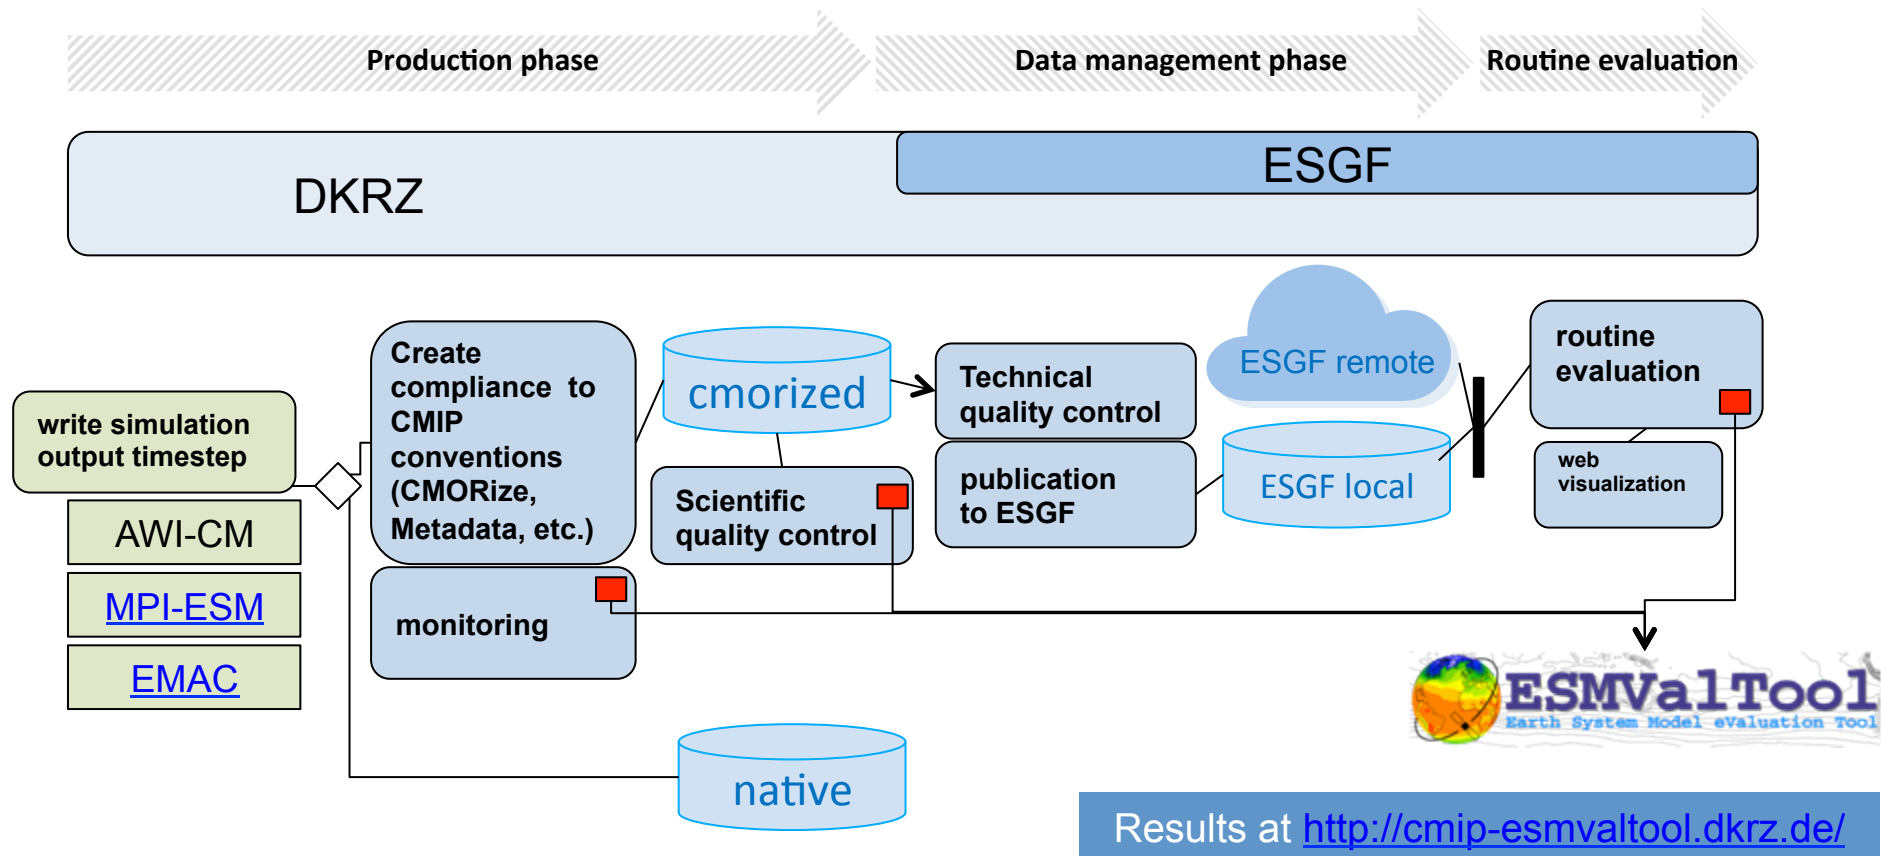 Production phase
Data management phase
Routine evaluation
DKRZ
ESGF
write simulation
output timestep
AWI-CM
MPI-ESM
EMAC
Create
compliance to
CMIP
conventions
(CMORize,
Metadata, etc.)
monitoring
cmorized
Scientific
quality control
native
Technical
quality control
publication
to ESGF
ESGF remote
ESGF local
routine
evaluation
web
visualization
ESMValTool
Earth System Model eValuation Tool
Results at http://cmip-esmvaltool.dkrz.de/